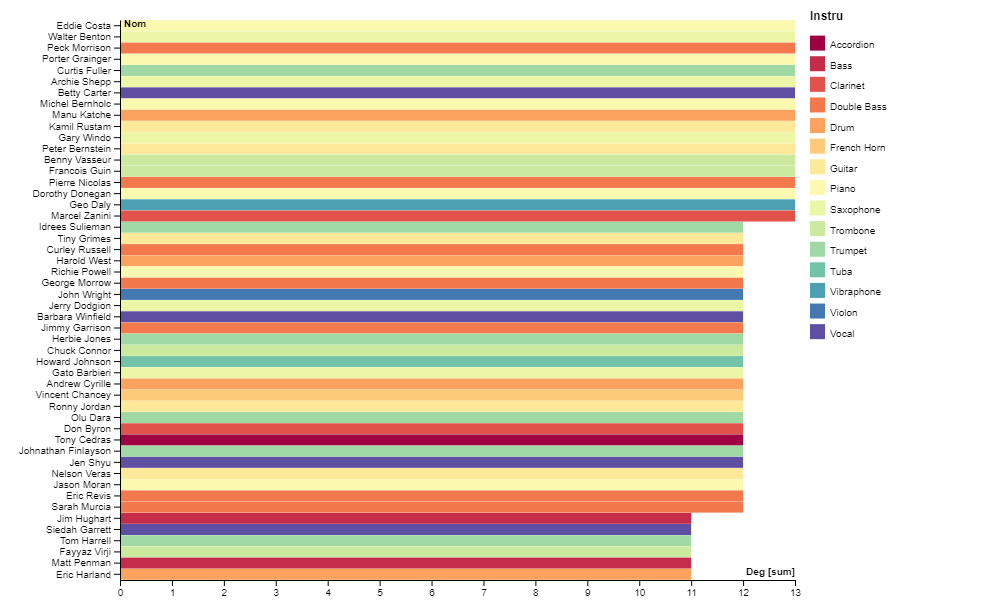 Nom
Eddie Costa
Walter Benton
Peck Morrison
Porter Grainger
Curtis Fuller
Archie Shepp
Betty Carter
Michel Bernholc
Manu Katche
Kamil Rustam
Gary Windo
Peter Bernstein
Benny Vasseur
Francois Guin
Pierre Nicolas
Dorothy Donegan
Geo Daly
Marcel Zanini
Idrees Sulieman
Tiny Grimes
Curley Russell
Harold West
Richie Powell
George Morrow
John Wright
Jerry Dodgion
Barbara Winfield
Jimmy Garrison
Herbie Jones
Chuck Connor
Howard Johnson
Gato Barbieri
Andrew Cyrille
Vincent Chancey
Ronny Jordan
Olu Dara
Don Byron
Tony Cedras
Johnathan Finlayson
Jen Shyu
Nelson Veras
Jason Moran
Eric Revis
Sarah Murcia
Jim Hughart
Siedah Garrett
Tom Harrell
Fayyaz Virji
Matt Penman
Eric Harland
Deg [sum]
0 1 2 3 4 5 6 7 8 9 10 11 12 13
Instru
Accordion
Bass
Clarinet
Double Bass
Drum
French Horn
Guitar
Piano
Saxophone
Trombone
Trumpet
Tuba
Vibraphone
Violon
Vocal